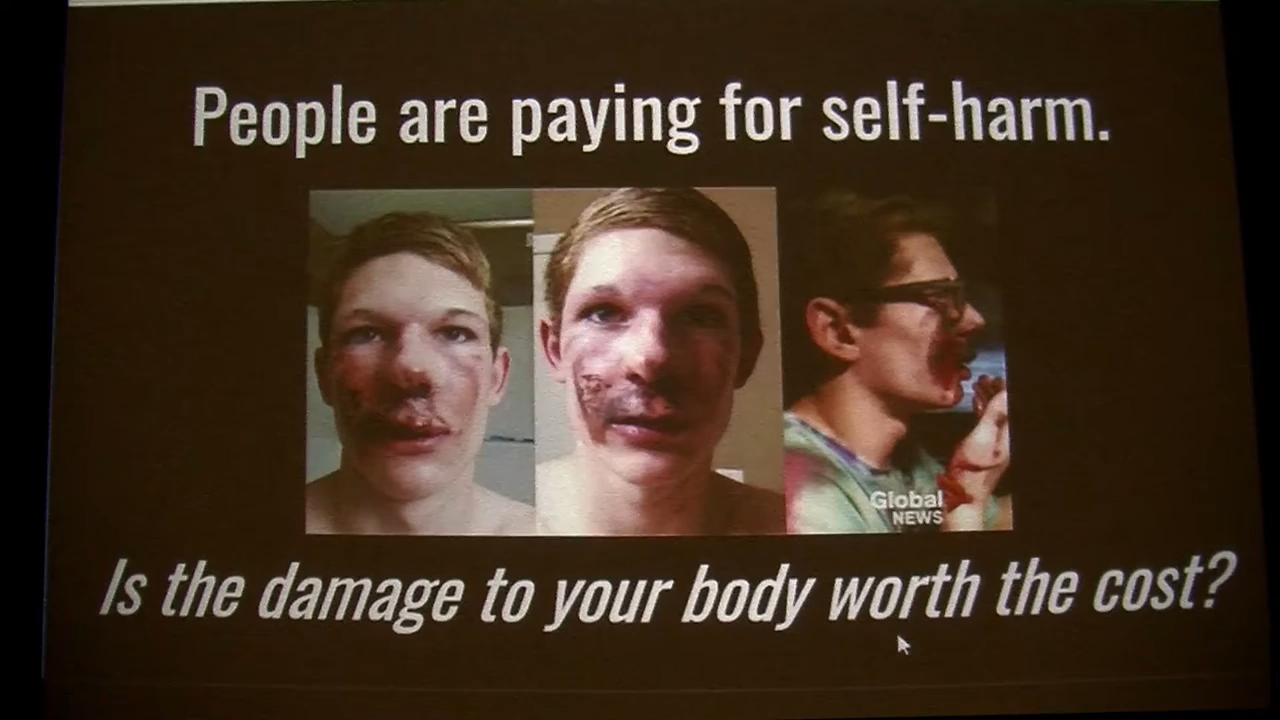 People are paying for self-harm.
Global
NEWS
Is the damage to your body worth the cost?